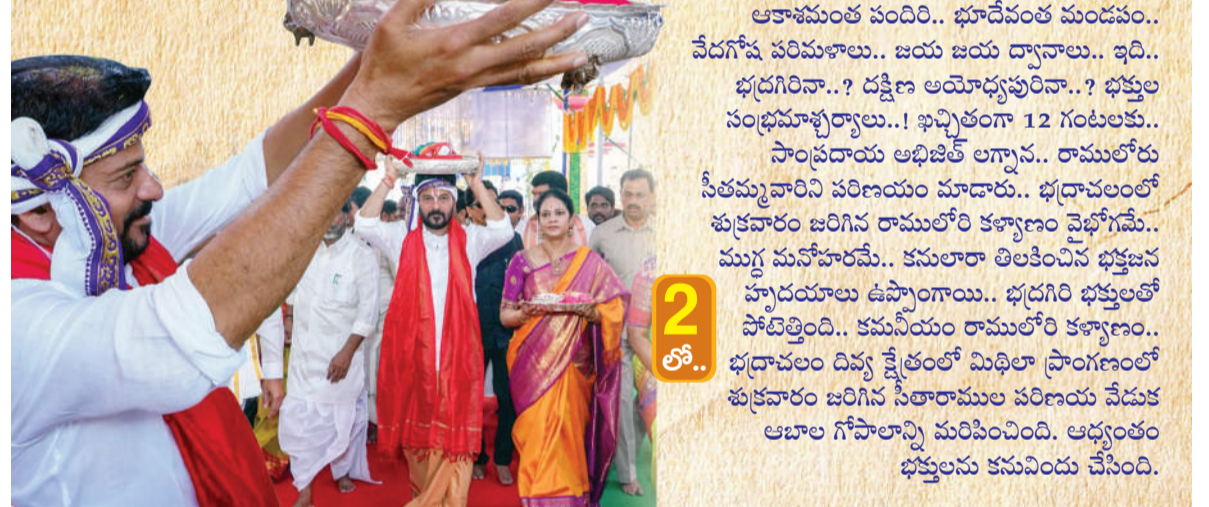 ఆకాశమంత పందిరి.. భూదేవంత మండపం..
వేదగోష పరిమళాలు.. జయ జయ ద్వానాలు.. ఇది..
భద్రగిరినా..? దక్షిణ అయోధ్యపురినా..? భక్తుల
సంభ్రమాశ్చర్యాలు..! ఖచ్చితంగా 12 గంటలకు..
సాంప్రదాయ అభిజిత్ లగ్నాన.. రాములోరు
సీతమ్మవారిని పరిణయం మాడారు.. భద్రాచలంలో
శుక్రవారం జరిగిన రాములోరి కళ్యాణం వైభోగమే..
ముగ్ధ మనోహరమే.. కనులారా తిలకించిన భక్తజన
హృదయాలు ఉప్పొంగాయి.. భద్రగిరి భక్తులతో
పోటెత్తింది.. కమనీయం రాములోరి కళ్యాణం..
భద్రాచలం దివ్య క్షేత్రంలో మిథిలా ప్రాంగణంలో
శుక్రవారం జరిగిన సీతారాముల పరిణయ వేడుక
ఆబాల గోపాలాన్ని మరిపించింది. ఆధ్యంతం
భక్తులను కనువిందు చేసింది.
2
లో..